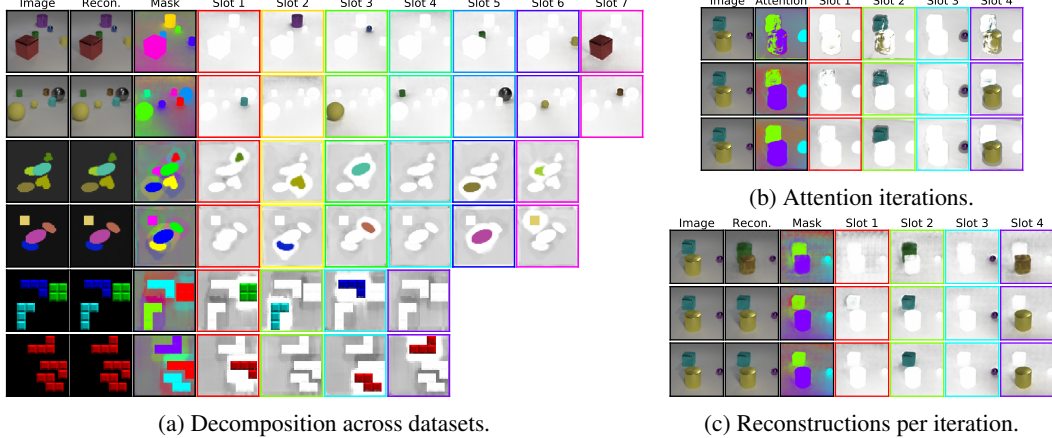 Image Recon. Mask Slot 1 Slot 2 Slot 3 Slot 4 Slot 5 Slot 6 Slot 7
(a) Decomposition across datasets.
Image Attention Slot 1 Slot 2 Slot 3 Slot 4
(b) Attention iterations.
Image Recon. Mask Slot 1 Slot 2 Slot 3 Slot 4
(c) Reconstructions per iteration.